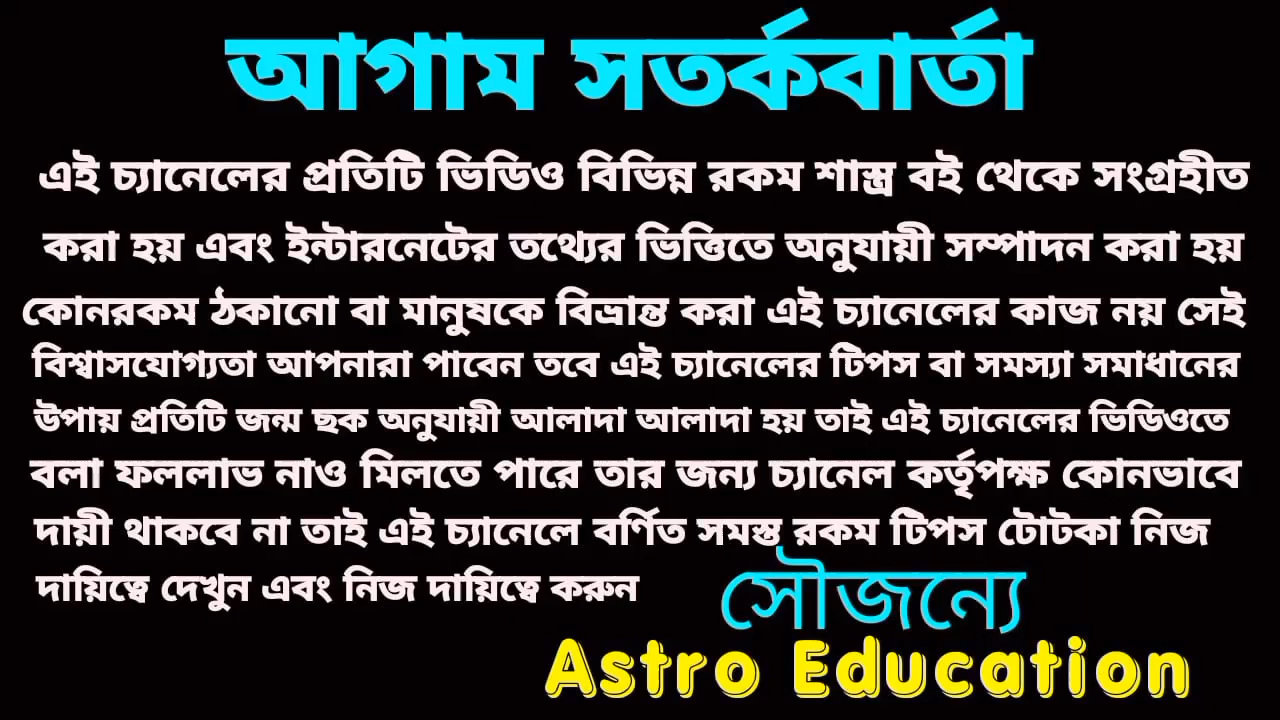 আগাম সতর্কবার্তা
এই চ্যানেলের প্রতিটি ভিডিও বিভিন্ন রকম শাস্ত্র বই থেকে সংগ্রহীত
করা হয় এবং ইন্টারনেটের তথ্যের ভিত্তিতে অনুযায়ী সম্পাদন করা হয়
কোনরকম ঠকানো বা মানুষকে বিভ্রান্ত করা এই চ্যানেলের কাজ নয় সেই
বিশ্বাসযোগ্যতা আপনারা পাবেন তবে এই চ্যানেলের টিপস বা সমস্যা সমাধানের
উপায় প্রতিটি জন্ম ছক অনুযায়ী আলাদা আলাদা হয় তাই এই চ্যানেলের ভিডিওতে
বলা ফললাভ নাও মিলতে পারে তার জন্য চ্যানেল কর্তৃপক্ষ কোনভাবে
দায়ী থাকবে না তাই এই চ্যানেলে বর্ণিত সমস্ত রকম টিপস টোটকা নিজ
দায়িত্বে দেখুন এবং নিজ দায়িত্বে করুন
সৌজন্যে
Astro Education